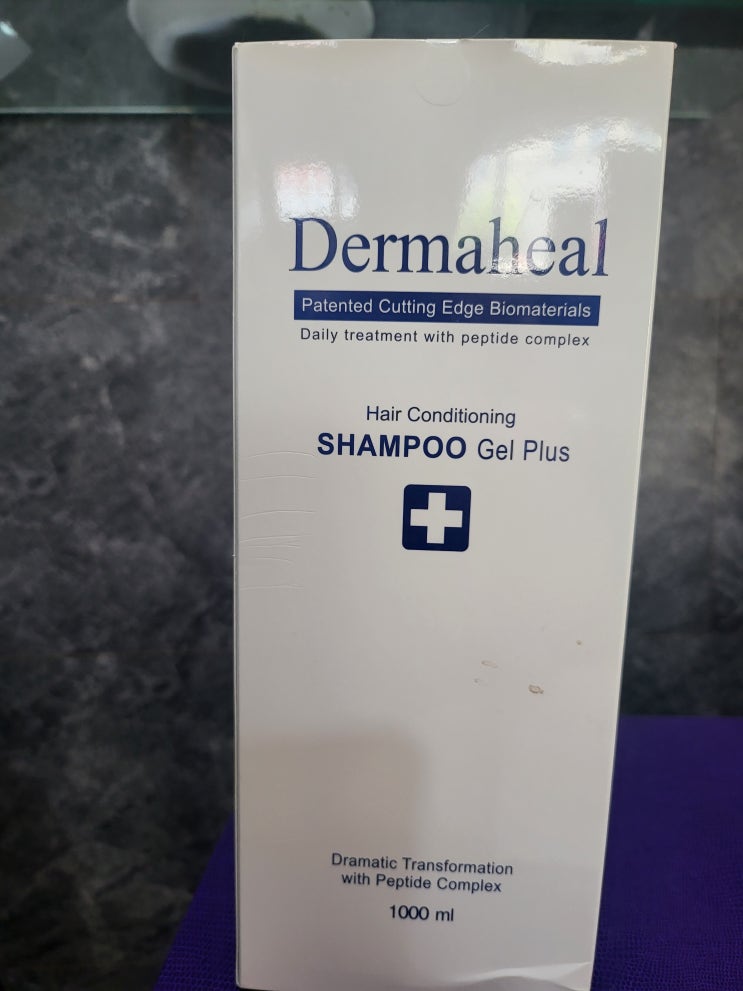 Dermaheal
Patented Cutting Edge Biomaterials
Daily treatment with peptide complex
Hair Conditioning
SHAMPOO Gel Plus
Dramatic Transformation
with Peptide Complex
1000 ml